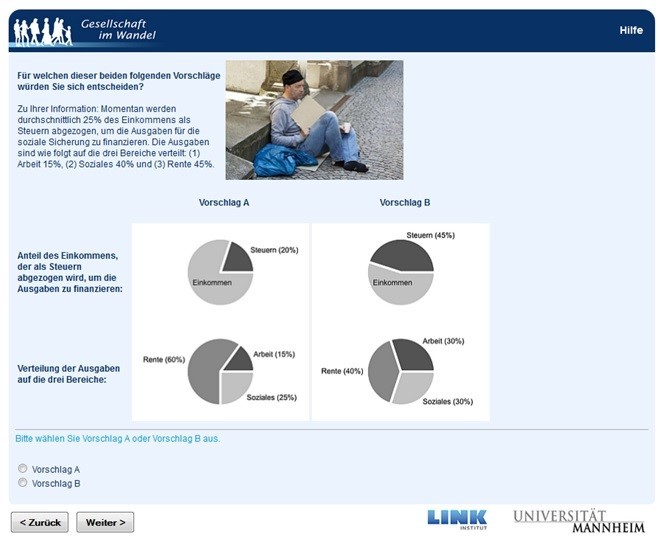 Gesellschaft
im Wandel
Hilfe
Für welchen dieser beiden folgenden Vorschläge
würden Sie sich entscheiden?
Zu Ihrer Information: Momentan werden
durchschnittlich 25% des Einkommens als
Steuern abgezogen, um die Ausgaben für die
soziale Sicherung zu finanzieren. Die Ausgaben
sind wie folgt auf die drei Bereiche verteilt: (1)
Arbeit 15%, (2) Soziales 40% und (3) Rente 45%.
Vorschlag A
Vorschlag B
Anteil des Einkommens,
der als Steuern
abgezogen wird, um die
Ausgaben zu finanzieren:
Steuern (20%)
Einkommen
Steuern (45%)
Einkommen
Verteilung der Ausgaben
auf die drei Bereiche:
Rente (60%)
Arbeit (15%)
Soziales (25%)
Arbeit (30%)
Rente (40%)
Soziales (30%)
Bitte wählen Sie Vorschlag A oder Vorschlag B aus.
Vorschlag A
Vorschlag B
< Zurück
Weiter >
LINK
INSTITUT
UNIVERSITÄT
MANNHEIM